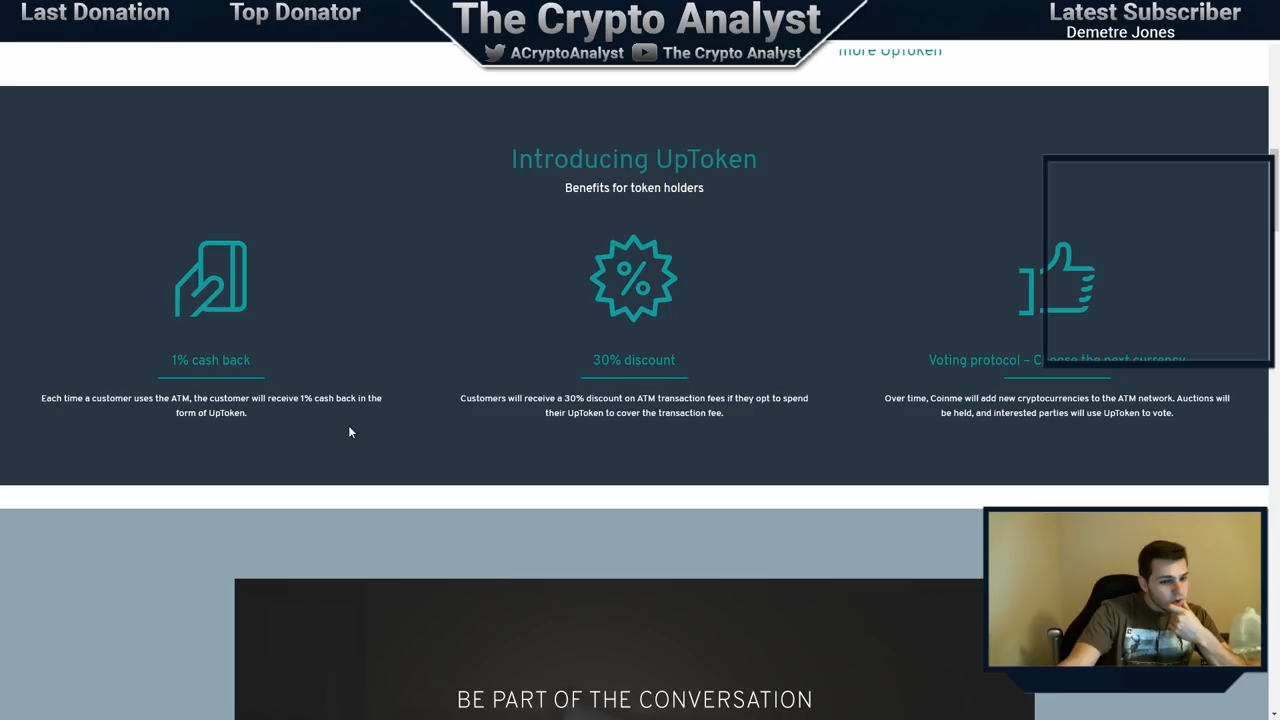 Last Donation
Top Donator
The Crypto Analyst
Latest Subscriber
Demetre Jones
ACryptoAnalyst
The Crypto Analyst
more UpToken
Introducing UpToken
Benefits for token holders
1% cash back
Each time a customer uses the ATM, the customer will receive 1% cash back in the
form of UpToken.
30% discount
Customers will receive a 30% discount on ATM transaction fees if they opt to spend
their UpToken to cover the transaction fee.
Voting protocol – Choose the next currency
Over time, Coinme will add new cryptocurrencies to the ATM network. Auctions will
be held, and interested parties will use UpToken to vote.
BE PART OF THE CONVERSATION